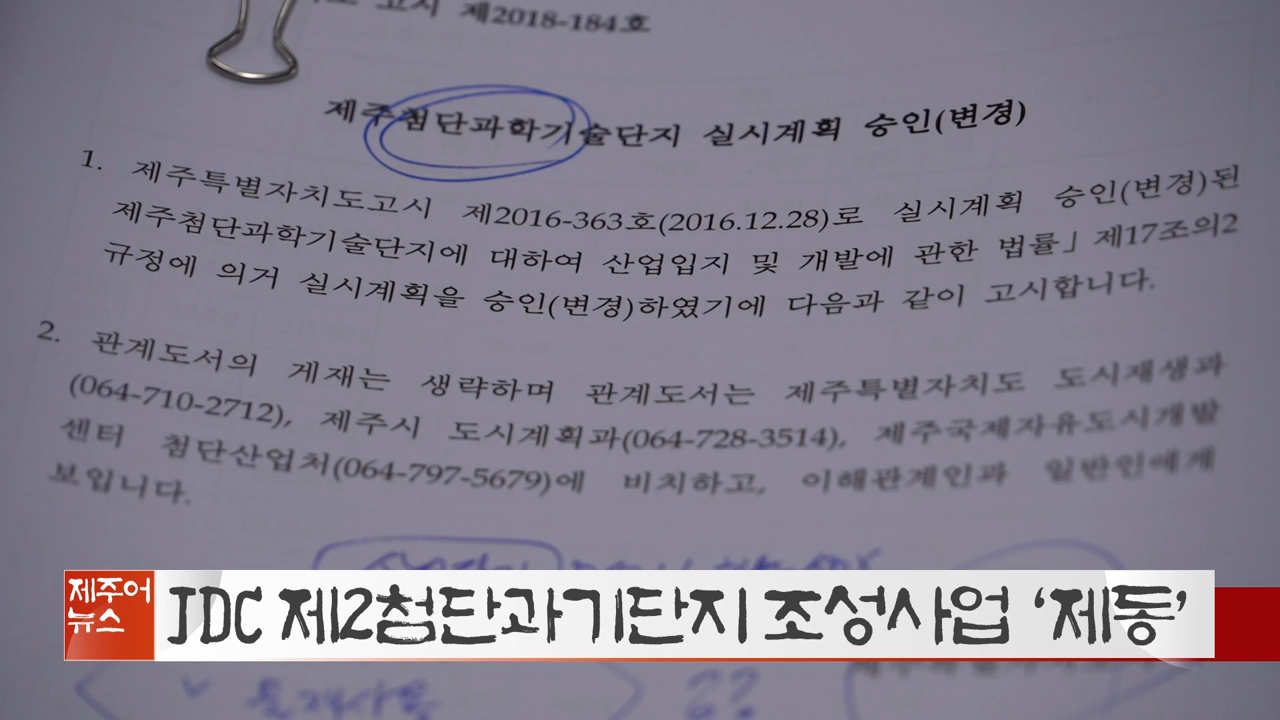 고시 제2018-184호
제주첨단과학기술단지 실시계획 승인(변경)
1. 제주특별자치도고시 제2016-363호(2016.12.28)로 실시계획 승인(변경)된
제주첨단과학기술단지에 대하여 산업입지 및 개발에 관한 법률」제17조의2
규정에 의거 실시계획을 승인(변경)하였기에 다음과 같이 고시합니다.
2. 관계도서의 게재는 생략하며 관계도서는 제주특별자치도 도시재생과
(064-710-2712), 제주시 도시계획과(064-728-3514), 제주국제자유도시개발
센터 첨단산업처(064-797-5679)에 비치하고, 이해관계인과 일반인에게
보입니다.
제주어
뉴스
JDC 제2첨단과기단지 조성사업 ‘제동’